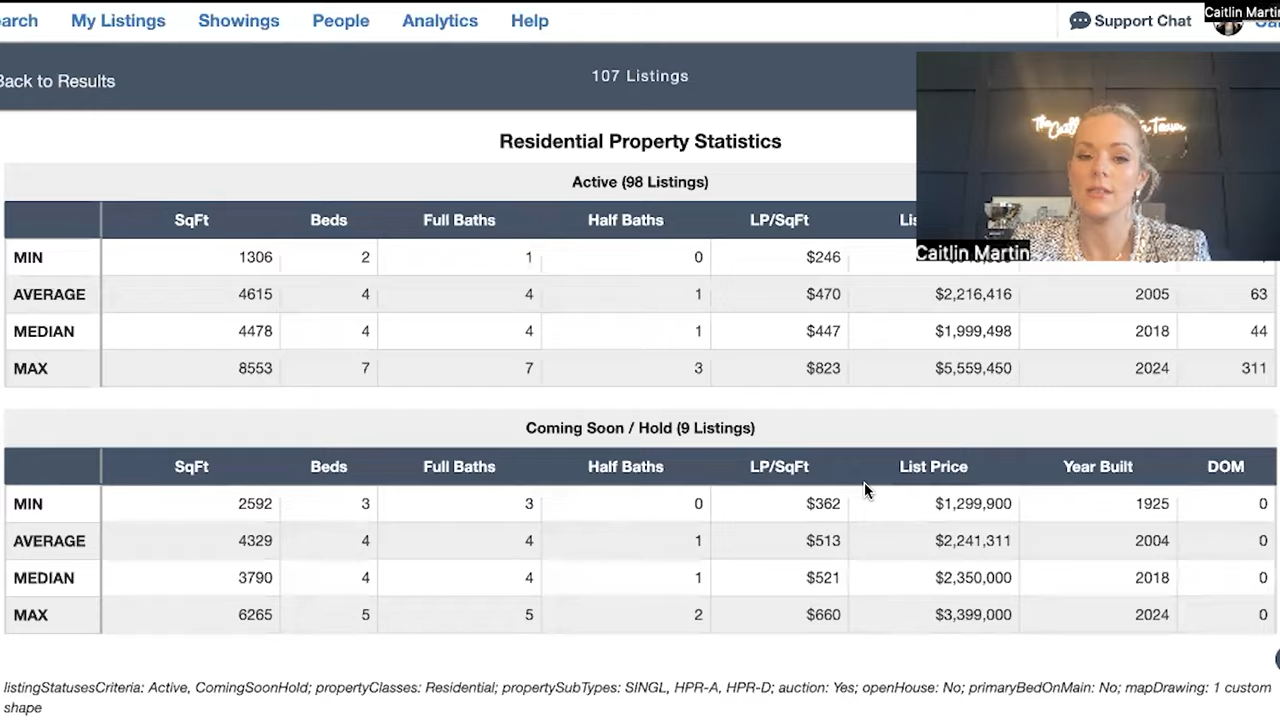 arch My Listings Showings People Analytics Help Support Chat Caitlin Martin
Back to Results 107 Listings
Residential Property Statistics
Active (98 Listings)
SqFt Beds Full Baths Half Baths LP/SqFt Lis
MIN 1306 2 1 0 $246
AVERAGE 4615 4 4 1 $470 $2,216,416 2005 63
MEDIAN 4478 4 4 1 $447 $1,999,498 2018 44
MAX 8553 7 7 3 $823 $5,559,450 2024 311
Caitlin Martin
Coming Soon / Hold (9 Listings)
SqFt Beds Full Baths Half Baths LP/SqFt List Price Year Built DOM
MIN 2592 3 3 0 $362 $1,299,900 1925 0
AVERAGE 4329 4 4 1 $513 $2,241,311 2004 0
MEDIAN 3790 4 4 1 $521 $2,350,000 2018 0
MAX 6265 5 5 2 $660 $3,399,000 2024 0
listingStatusesCriteria: Active, ComingSoonHold; propertyClasses: Residential; propertySubTypes: SINGL, HPR-A, HPR-D; auction: Yes; openHouse: No; primaryBedOnMain: No; mapDrawing: 1 custom
shape